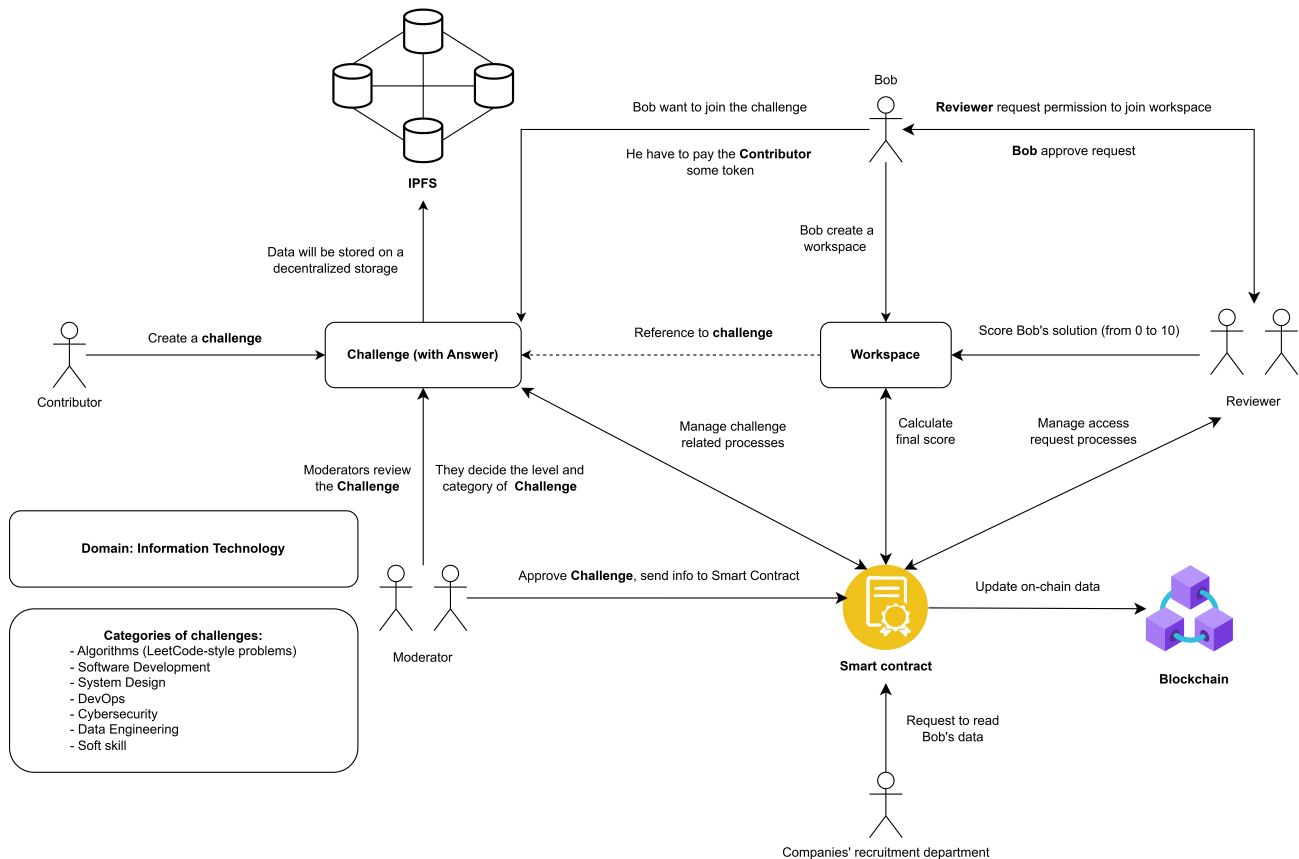 Bob
Bob want to join the challenge
Reviewer request permission to join workspace
He have to pay the Contributor
some token
Bob approve request
IPFS
Data will be stored on a
decentralized storage
Bob create a
workspace
Create a challenge
Challenge (with Answer)
Reference to challenge
Workspace
Score Bob's solution (from 0 to 10)
Contributor
Reviewer
Manage challenge
related processes
Calculate
final score
Manage access
request processes
Moderators review
the Challenge
They decide the level and
category of Challenge
Domain: Information Technology
Approve Challenge, send info to Smart Contract
Update on-chain data
Categories of challenges:
- Algorithms (LeetCode-style problems)
- Software Development
- System Design
- DevOps
- Cybersecurity
- Data Engineering
- Soft skill
Moderator
Smart contract
Blockchain
Request to read
Bob's data
Companies' recruitment department